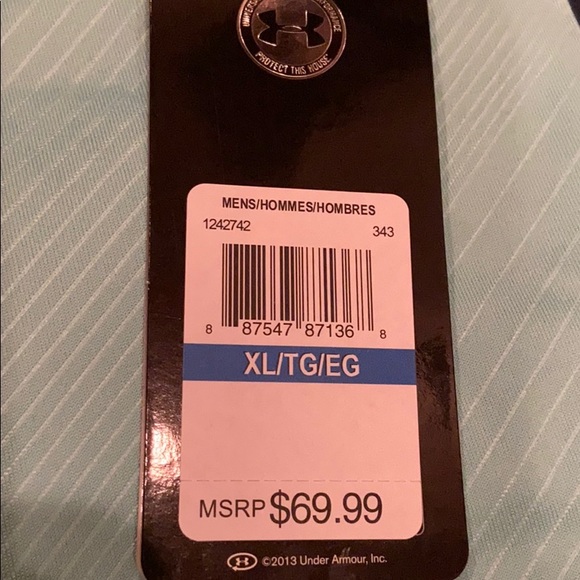 PROTECT THIS HOUSE
MENS/HOMMES/HOMBRES
1242742 343
8 87547 87136 8
XL/TG/EG
MSRP $69.99
©2013 Under Armour, Inc.